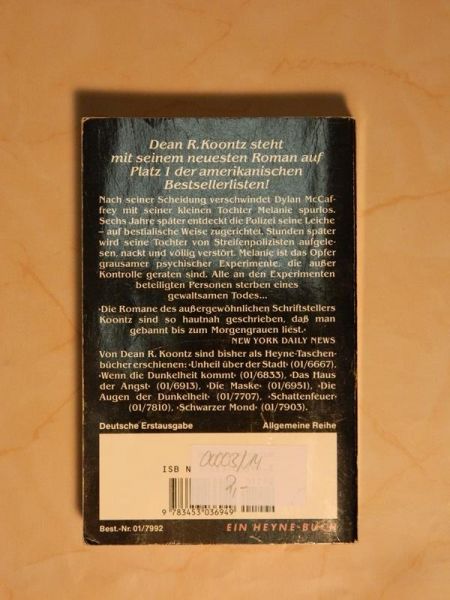 Dean R. Koontz steht
mit seinem neuesten Roman auf
Platz 1 der amerikanischen
Bestsellerlisten!
Nach seiner Scheidung verschwindet Dylan McCaf-
frey mit seiner kleinen Tochter Melanie spurlos.
Sechs Jahre später entdeckt die Polizei seine Leiche
– auf bestialische Weise zugerichtet. Stunden später
wird seine Tochter von Streifenpolizisten aufgele-
sen, nackt und völlig verstört. Melanie ist das Opfer
grausamer psychischer Experimente, die außer
Kontrolle geraten sind. Alle an den Experimenten
beteiligten Personen sterben eines
gewaltsamen Todes...
›Die Romane des außergewöhnlichen Schriftstellers
Koontz sind so hautnah geschrieben, daß man
gebannt bis zum Morgengrauen liest.‹
NEW YORK DAILY NEWS
Von Dean R. Koontz sind bisher als Heyne-Taschen-
bücher erschienen: ›Unheil über der Stadt‹ (01/6667),
›Wenn die Dunkelheit kommt‹ (01/6833), ›Das Haus
der Angst‹ (01/6913), ›Die Maske‹ (01/6951), ›Die
Augen der Dunkelheit‹ (01/7707), ›Schattenfeuer‹
(01/7810), ›Schwarzer Mond‹ (01/7903).
Deutsche Erstausgabe Allgemeine Reihe
ISB N
00003/14
9 783453 036949
Best.-Nr. 01/7992 EIN HEYNE-BUCH